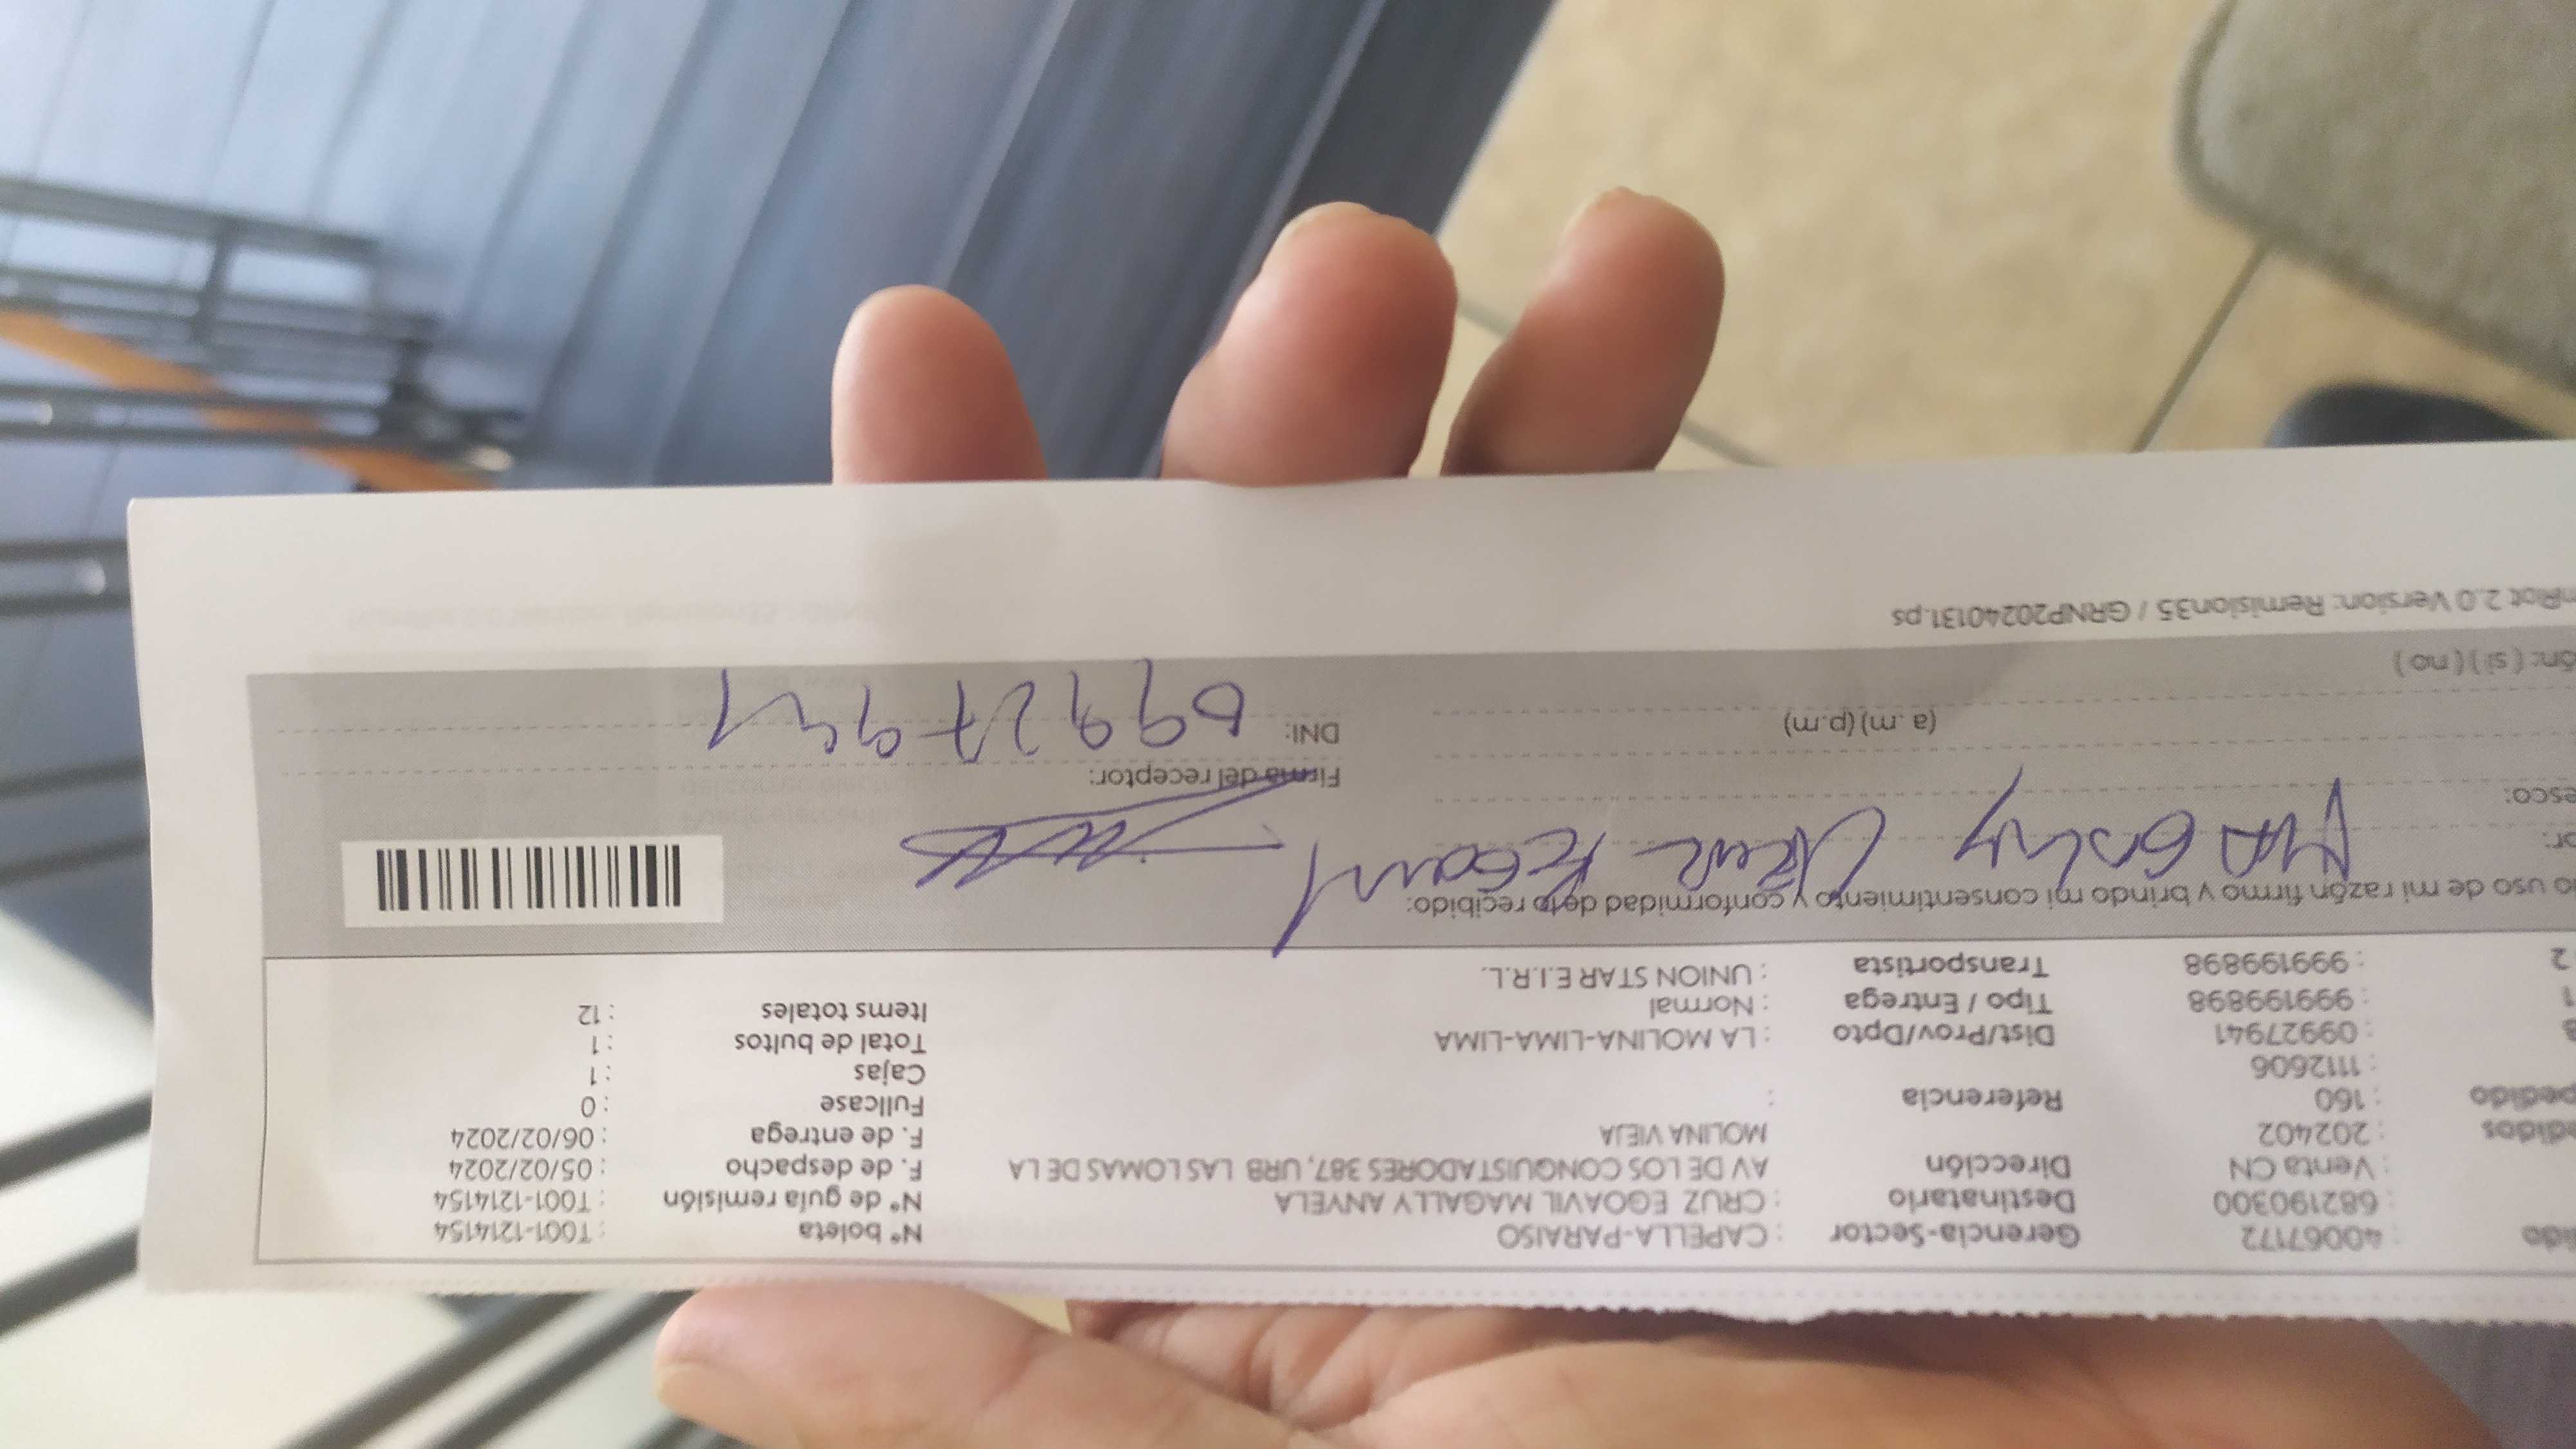 ido : 40067172 Gerencia-Sector : CAPELLA-PARAISO N° boleta : T001-1214154
: 682190300 Destinatario : CRUZ EGOAVIL MAGALLY ANYELA N° de guía remisión : T001-1214154
: Venta CN Dirección AV DE LOS CONQUISTADORES 387, URB LAS LOMAS DE LA F. de despacho : 05/02/2024
edidos : 202402 MOLINA VIEJA F. de entrega : 06/02/2024
pedido : 160 Referencia : Fullcase : 0
: 1112606 Cajas : 1
: 09927941 Dist/Prov/Dpto : LA MOLINA-LIMA-LIMA Total de bultos : 1
1 : 999199898 Tipo / Entrega : Normal Items totales : 12
2 : 999199898 Transportista : UNION STAR E.I.R.L.
o uso de mi razón firmo y brindo mi consentimiento y conformidad de lo recibido:
or:
esco: Firma del receptor:
(a .m) (p.m) DNI: 09927941
ón: ( si ) ( no )
nRiot 2.0 Version: Remision35 / GRNP20240131.ps